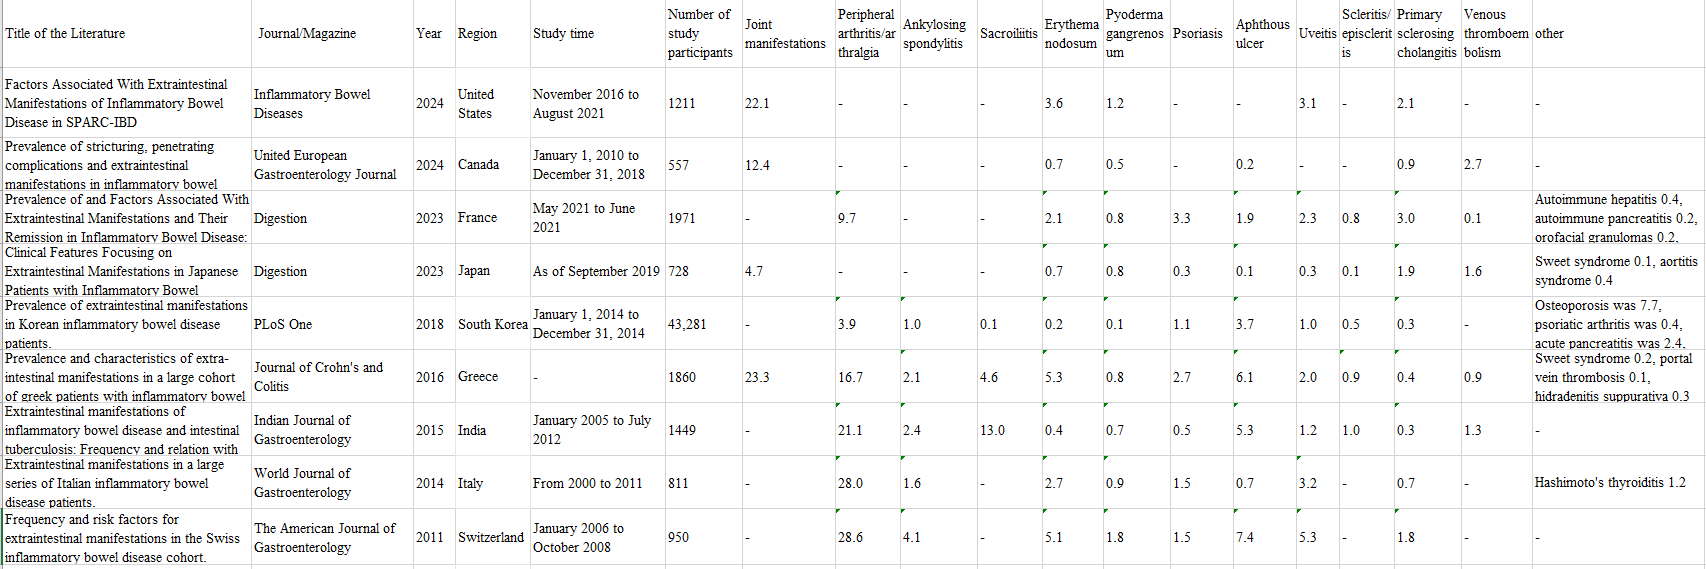 Title of the Literature
Journal/Magazine
Year
Region
Study time
Number of
study
participants
Joint
manifestations
Peripheral
arthritis/ar
thralgia
Ankylosing
spondylitis
Sacroiliitis
Erythema
nodosum
Pyoderma
gangrenos
um
Psoriasis
Aphthous
ulcer
Uveitis
Scleritis/
episclerit
is
Primary
sclerosing
cholangitis
Venous
thromboem
bolism
other
Factors Associated With Extraintestinal
Manifestations of Inflammatory Bowel
Disease in SPARC-IBD
Inflammatory Bowel
Diseases
2024
United
States
November 2016 to
August 2021
1211
22.1
-
-
-
3.6
1.2
-
-
3.1
-
2.1
-
-
Prevalence of stricturing, penetrating
complications and extraintestinal
manifestations in inflammatory bowel
United European
Gastroenterology Journal
2024
Canada
January 1, 2010 to
December 31, 2018
557
12.4
-
-
-
0.7
0.5
-
0.2
-
-
0.9
2.7
-
Prevalence of and Factors Associated With
Extraintestinal Manifestations and Their
Remission in Inflammatory Bowel Disease:
Digestion
2023
France
May 2021 to June
2021
1971
-
9.7
-
-
2.1
0.8
3.3
1.9
2.3
0.8
3.0
0.1
Autoimmune hepatitis 0.4,
autoimmune pancreatitis 0.2,
orofacial granulomas 0.2,
Clinical Features Focusing on
Extraintestinal Manifestations in Japanese
Patients with Inflammatory Bowel
Digestion
2023
Japan
As of September 2019
728
4.7
-
-
-
0.7
0.8
0.3
0.1
0.3
0.1
1.9
1.6
Sweet syndrome 0.1, aortitis
syndrome 0.4
Prevalence of extraintestinal manifestations
in Korean inflammatory bowel disease
patients.
PLoS One
2018
South Korea
January 1, 2014 to
December 31, 2014
43,281
-
3.9
1.0
0.1
0.2
0.1
1.1
3.7
1.0
0.5
0.3
-
Osteoporosis was 7.7,
psoriatic arthritis was 0.4,
acute pancreatitis was 2.4,
Prevalence and characteristics of extra-
intestinal manifestations in a large cohort
of greek patients with inflammatory bowel
Journal of Crohn's and
Colitis
2016
Greece
-
1860
23.3
16.7
2.1
4.6
5.3
0.8
2.7
6.1
2.0
0.9
0.4
0.9
Sweet syndrome 0.2, portal
vein thrombosis 0.1,
hidradenitis suppurativa 0.3
Extraintestinal manifestations of
inflammatory bowel disease and intestinal
tuberculosis: Frequency and relation with
Indian Journal of
Gastroenterology
2015
India
January 2005 to July
2012
1449
-
21.1
2.4
13.0
0.4
0.7
0.5
5.3
1.2
1.0
0.3
1.3
-
Extraintestinal manifestations in a large
series of Italian inflammatory bowel
disease patients.
World Journal of
Gastroenterology
2014
Italy
From 2000 to 2011
811
-
28.0
1.6
-
2.7
0.9
1.5
0.7
3.2
-
0.7
-
Hashimoto's thyroiditis 1.2
Frequency and risk factors for
extraintestinal manifestations in the Swiss
inflammatory bowel disease cohort.
The American Journal of
Gastroenterology
2011
Switzerland
January 2006 to
October 2008
950
-
28.6
4.1
-
5.1
1.8
1.5
7.4
5.3
-
1.8
-
-